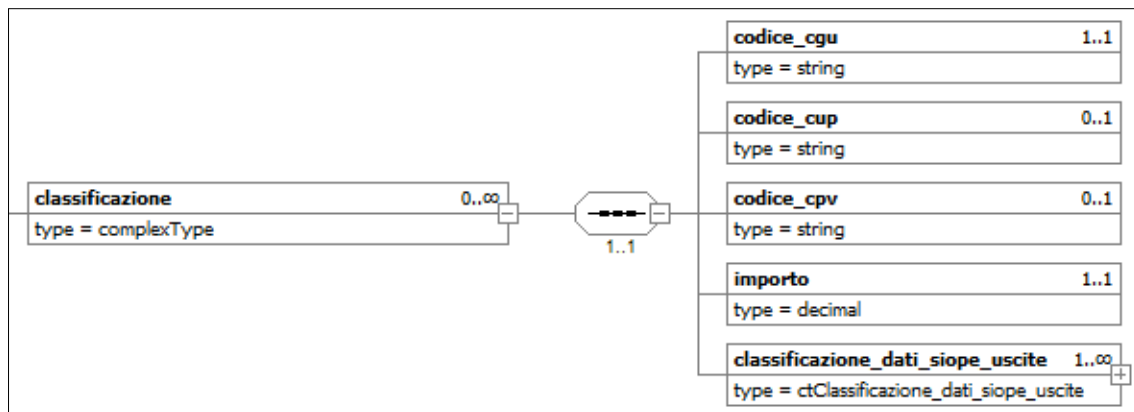 codice_cgu 1..1
type = string
codice_cup 0..1
type = string
classificazione 0..∞
type = complexType
1..1
codice_cpv 0..1
type = string
importo 1..1
type = decimal
classificazione_dati_siope_uscite 1..∞
type = ctClassificazione_dati_siope_uscite